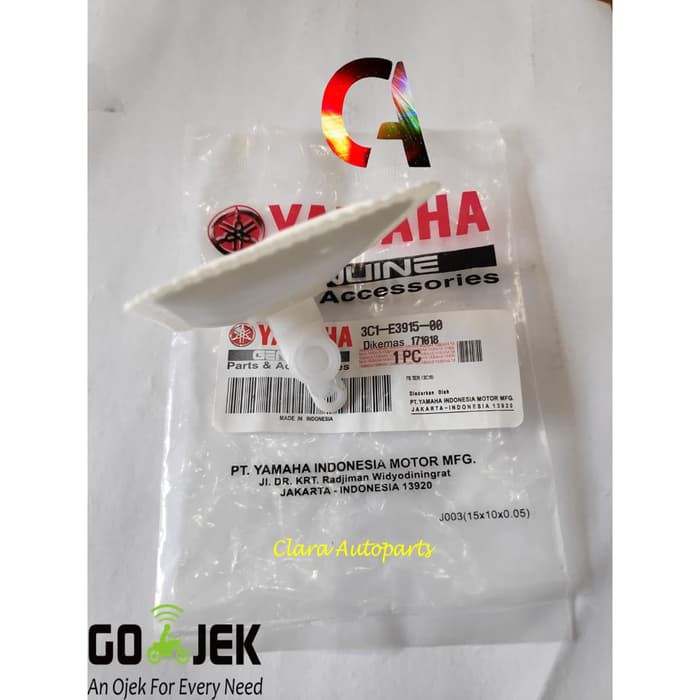 CA
YAMAHA
GENUINE
Accessories
YAMAHA
3C1-E3915-00
Dikemas 171018
1 PC
Parts &
MADE IN INDONESIA
Disebarkan Oleh
PT. YAMAHA INDONESIA MOTOR MFG.
JAKARTA-INDONESIA 13920
PT. YAMAHA INDONESIA MOTOR MFG.
Jl. DR. KRT. Radjiman Widyodiningrat
JAKARTA - INDONESIA 13920
J003(15x10x0.05)
Clara Autoparts
GOJEK
An Ojek For Every Need